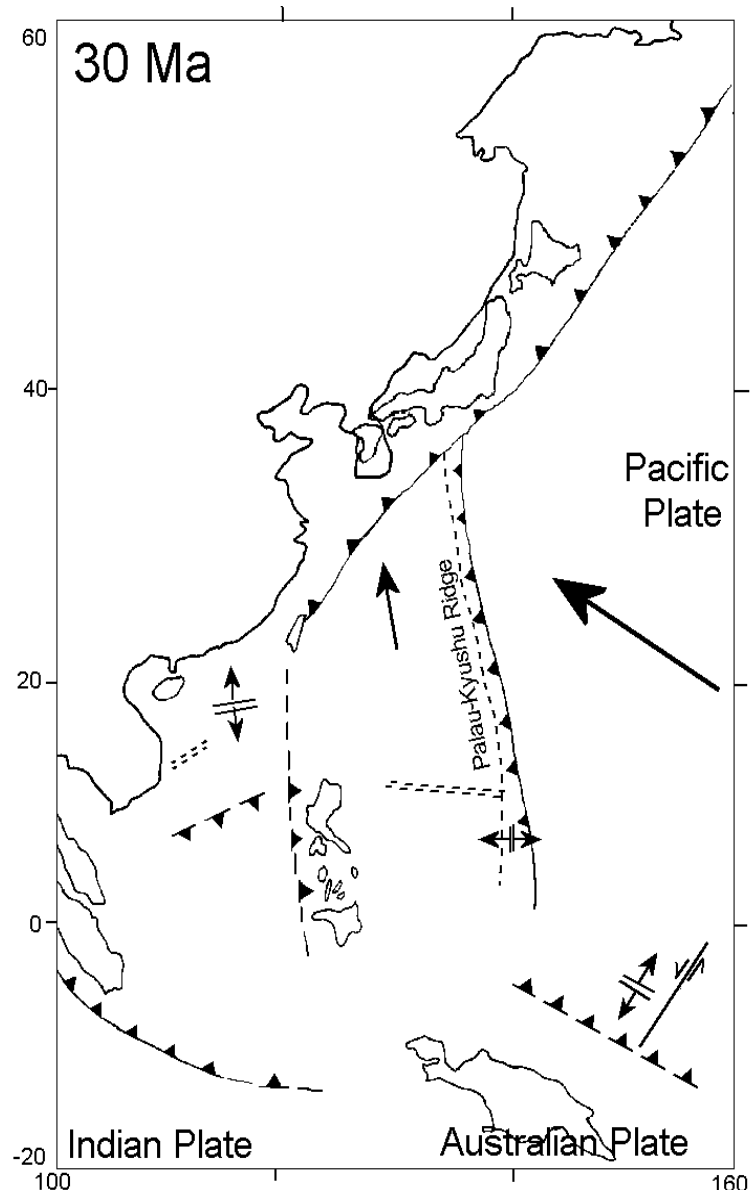 60
30 Ma
40
Pacific
Plate
Palau-Kyushu Ridge
20
0
Indian Plate
Australian Plate
-20
100
160